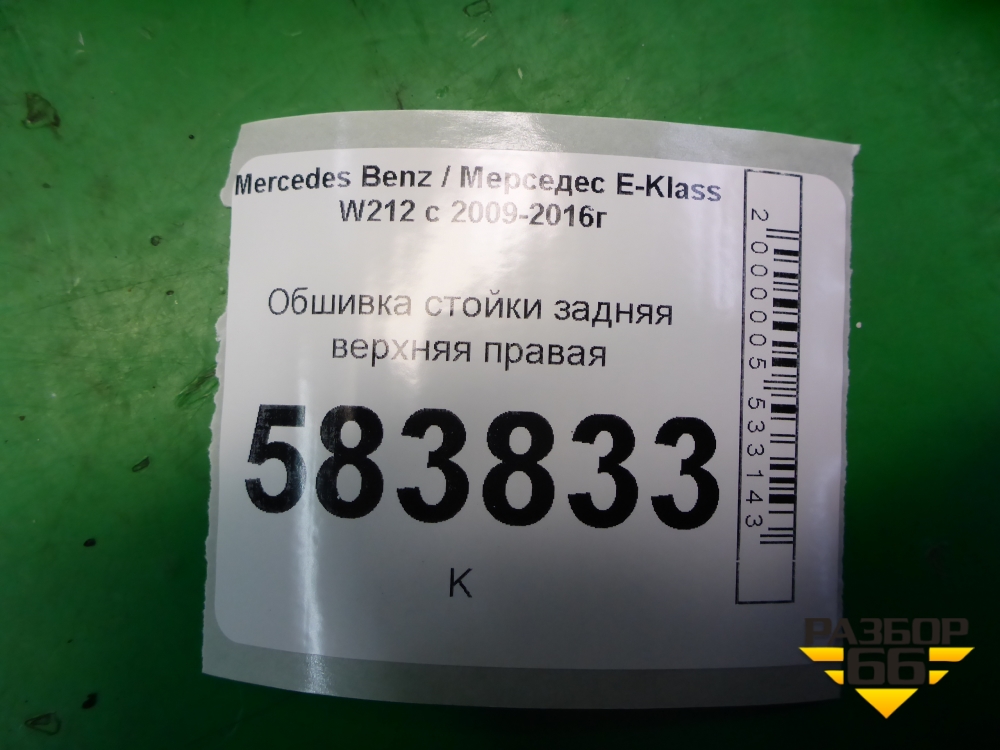 Mercedes Benz / Мерседес E-Klass
W212 с 2009-2016г
Обшивка стойки задняя
верхняя правая
583833
К
2000005533143
РАЗБОР
66